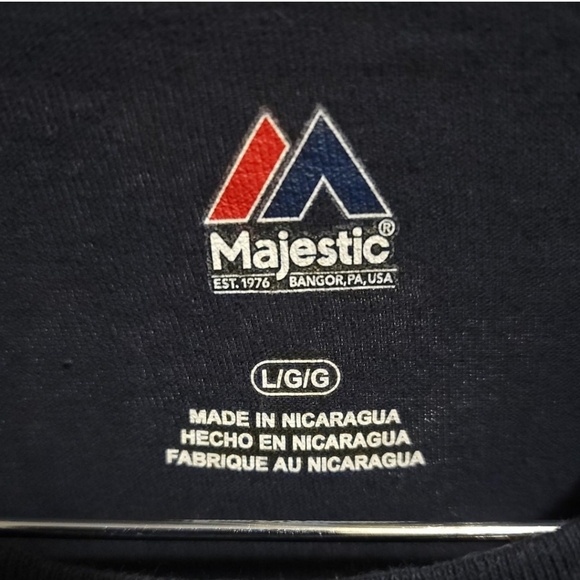 Majestic®
EST. 1976 BANGOR, PA, USA
L/G/G
MADE IN NICARAGUA
HECHO EN NICARAGUA
FABRIQUE AU NICARAGUA